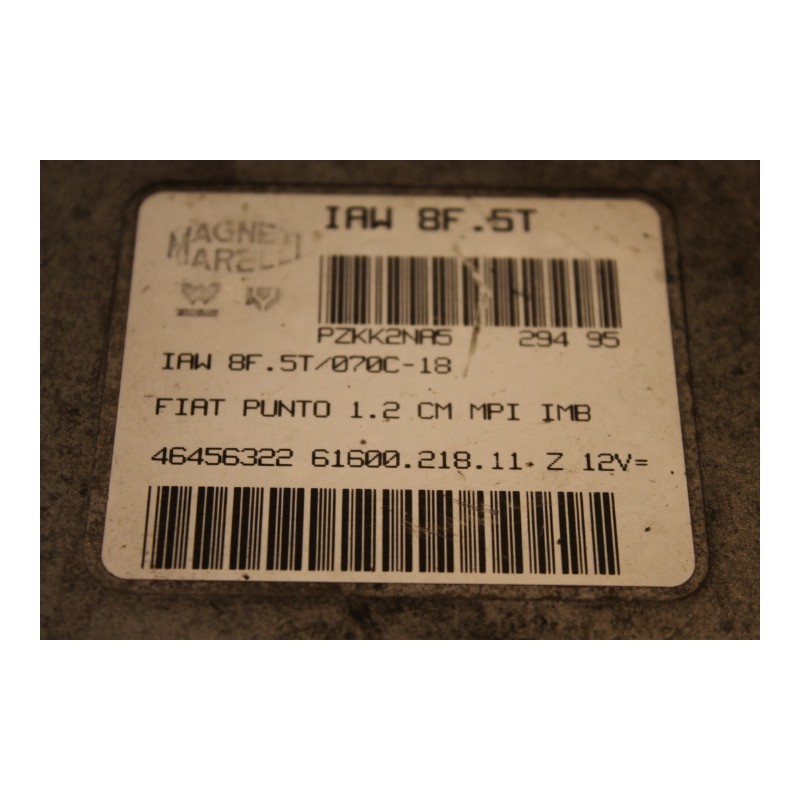 IAW 8F.5T
MAGNETI
MARELLI
PZKK2NA5 294 95
IAW 8F.5T/070C-18
FIAT PUNTO 1.2 CM MPI IMB
46456322 61600.218.11 Z 12V=